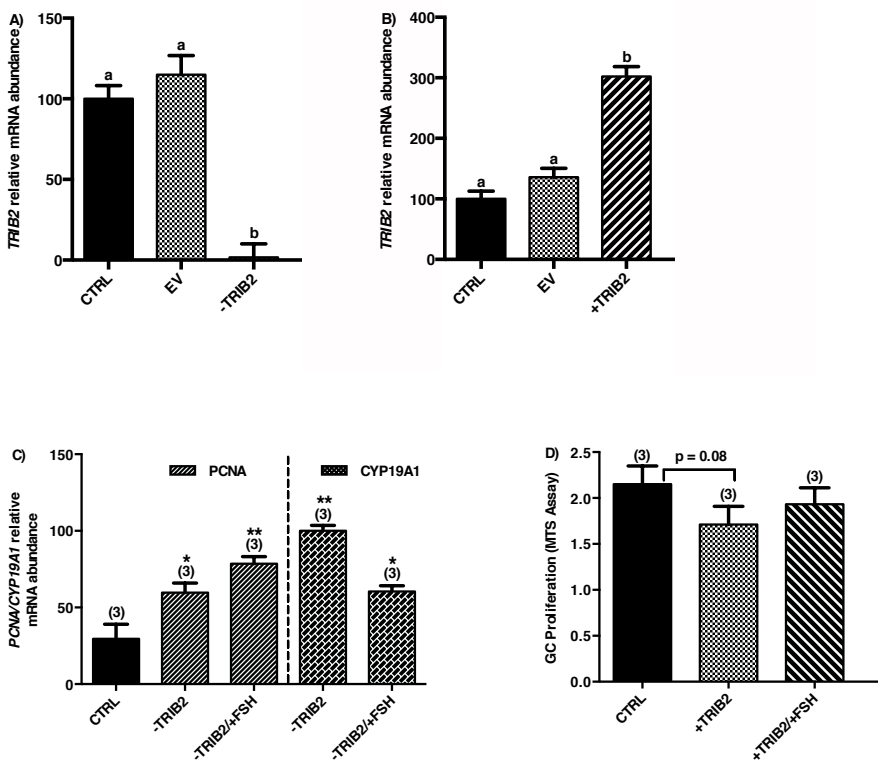 A)
TRIB2 relative mRNA abundance
150
100
50
0
a
a
b
CTRL
EV
-TRIB2
B)
TRIB2 relative mRNA abundance
400
300
200
100
0
a
a
b
CTRL
EV
+TRIB2
C)
PCNA/CYP19A1 relative
mRNA abundance
150
100
50
0
PCNA
CYP19A1
(3)
*
(3)
**
(3)
**
(3)
*
(3)
CTRL
-TRIB2
-TRIB2/+FSH
-TRIB2
-TRIB2/+FSH
D)
GC Proliferation (MTS Assay)
2.5
2.0
1.5
1.0
0.5
0.0
(3)
p = 0.08
(3)
(3)
CTRL
+TRIB2
+TRIB2/+FSH